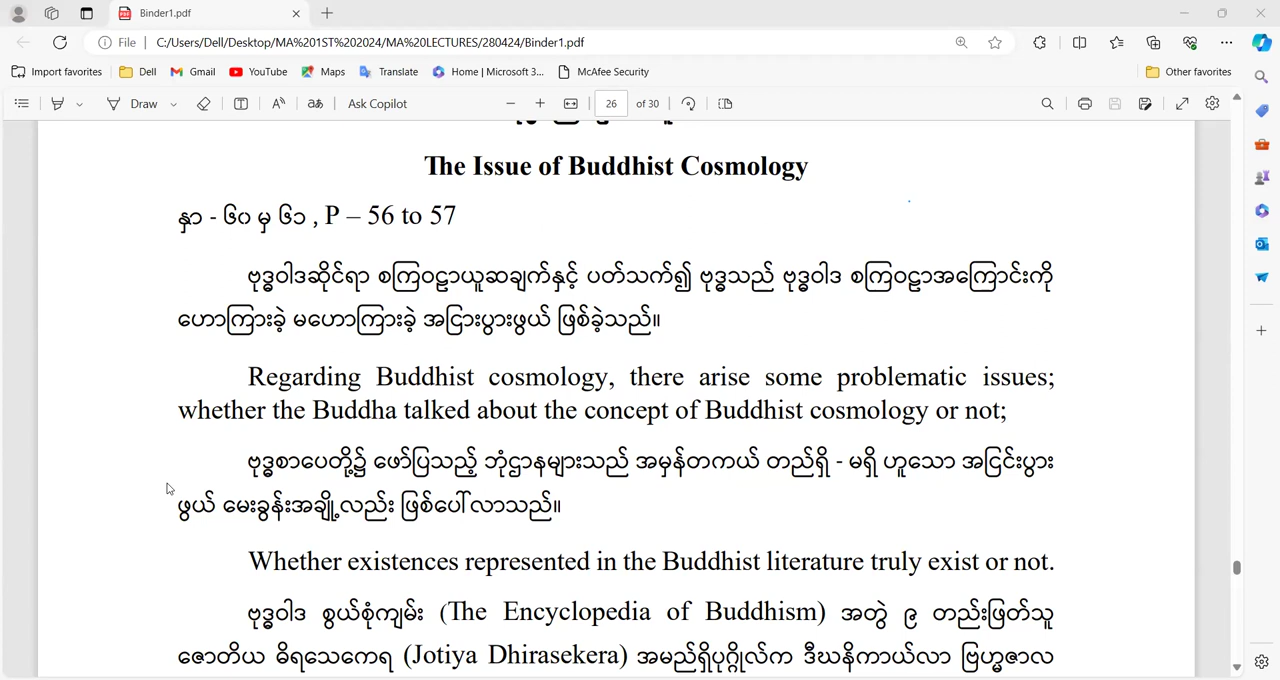 Binder1.pdf
File C:/Users/Dell/Desktop/MA%201ST%202024/MA%20LECTURES/280424/Binder1.pdf
Import favorites Dell Gmail YouTube Maps Translate Home | Microsoft 3... McAfee Security Other favorites
Draw Ask Copilot 26 of 30
The Issue of Buddhist Cosmology
နှာ - ၆၀ မှ ၆၁ , P – 56 to 57
ဗုဒ္ဓဝါဒဆိုင်ရာ စကြဝဠာယူဆချက်နှင့် ပတ်သက်၍ ဗုဒ္ဓသည် ဗုဒ္ဓဝါဒ စကြဝဠာအကြောင်းကို
ဟောကြားခဲ့ မဟောကြားခဲ့ အငြားပွားဖွယ် ဖြစ်ခဲ့သည်။
Regarding Buddhist cosmology, there arise some problematic issues;
whether the Buddha talked about the concept of Buddhist cosmology or not;
ဗုဒ္ဓစာပေတို့၌ ဖော်ပြသည့် ဘုံဌာနများသည် အမှန်တကယ် တည်ရှိ - မရှိ ဟူသော အငြင်းပွား
ဖွယ် မေးခွန်းအချို့လည်း ဖြစ်ပေါ်လာသည်။
Whether existences represented in the Buddhist literature truly exist or not.
ဗုဒ္ဓဝါဒ စွယ်စုံကျမ်း (The Encyclopedia of Buddhism) အတွဲ ၉ တည်းဖြတ်သူ
ဇောတိယ ဓိရသေကေရ (Jotiya Dhirasekera) အမည်ရှိပုဂ္ဂိုလ်က ဒီဃနိကာယ်လာ ဗြဟ္မဇာလ